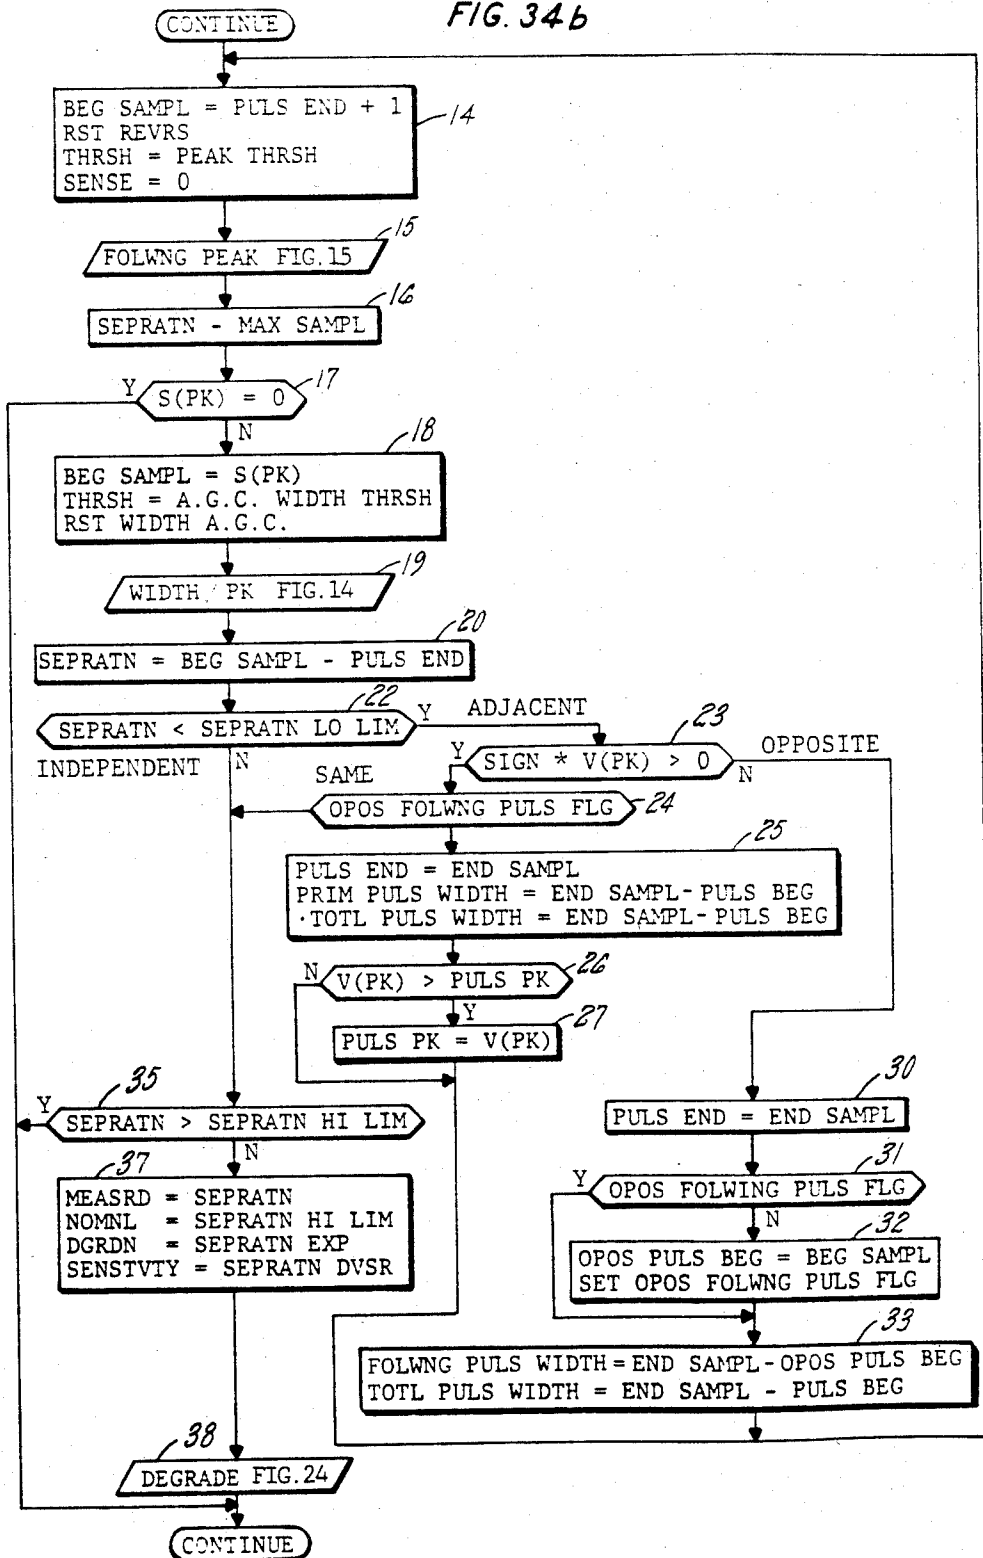 FIG. 34b
CONTINUE
BEG SAMPL = PULS END + 1
RST REVRS
THRSH = PEAK THRSH
SENSE = 0
14
FOLWNG PEAK FIG.15
15
SEPRATN - MAX SAMPL
16
S(PK) = 0
17
Y
N
BEG SAMPL = S(PK)
THRSH = A.G.C. WIDTH THRSH
RST WIDTH A.G.C.
18
WIDTH/PK FIG.14
19
SEPRATN = BEG SAMPL - PULS END
20
SEPRATN < SEPRATN LO LIM
22
Y
ADJACENT
INDEPENDENT
N
SIGN * V(PK) > 0
23
Y
N
OPPOSITE
SAME
OPOS FOLWNG PULS FLG
24
PULS END = END SAMPL
PRIM PULS WIDTH = END SAMPL-PULS BEG
·TOTL PULS WIDTH = END SAMPL-PULS BEG
25
V(PK) > PULS PK
26
N
Y
PULS PK = V(PK)
27
PULS END = END SAMPL
30
OPOS FOLWING PULS FLG
31
Y
N
OPOS PULS BEG = BEG SAMPL
SET OPOS FOLWNG PULS FLG
32
FOLWNG PULS WIDTH=END SAMPL-OPOS PULS BEG
TOTL PULS WIDTH = END SAMPL - PULS BEG
33
SEPRATN > SEPRATN HI LIM
35
Y
N
MEASRD = SEPRATN
NOMNL = SEPRATN HI LIM
DGRDN = SEPRATN EXP
SENSTVTY = SEPRATN DVSR
37
DEGRADE FIG.24
38
CONTINUE